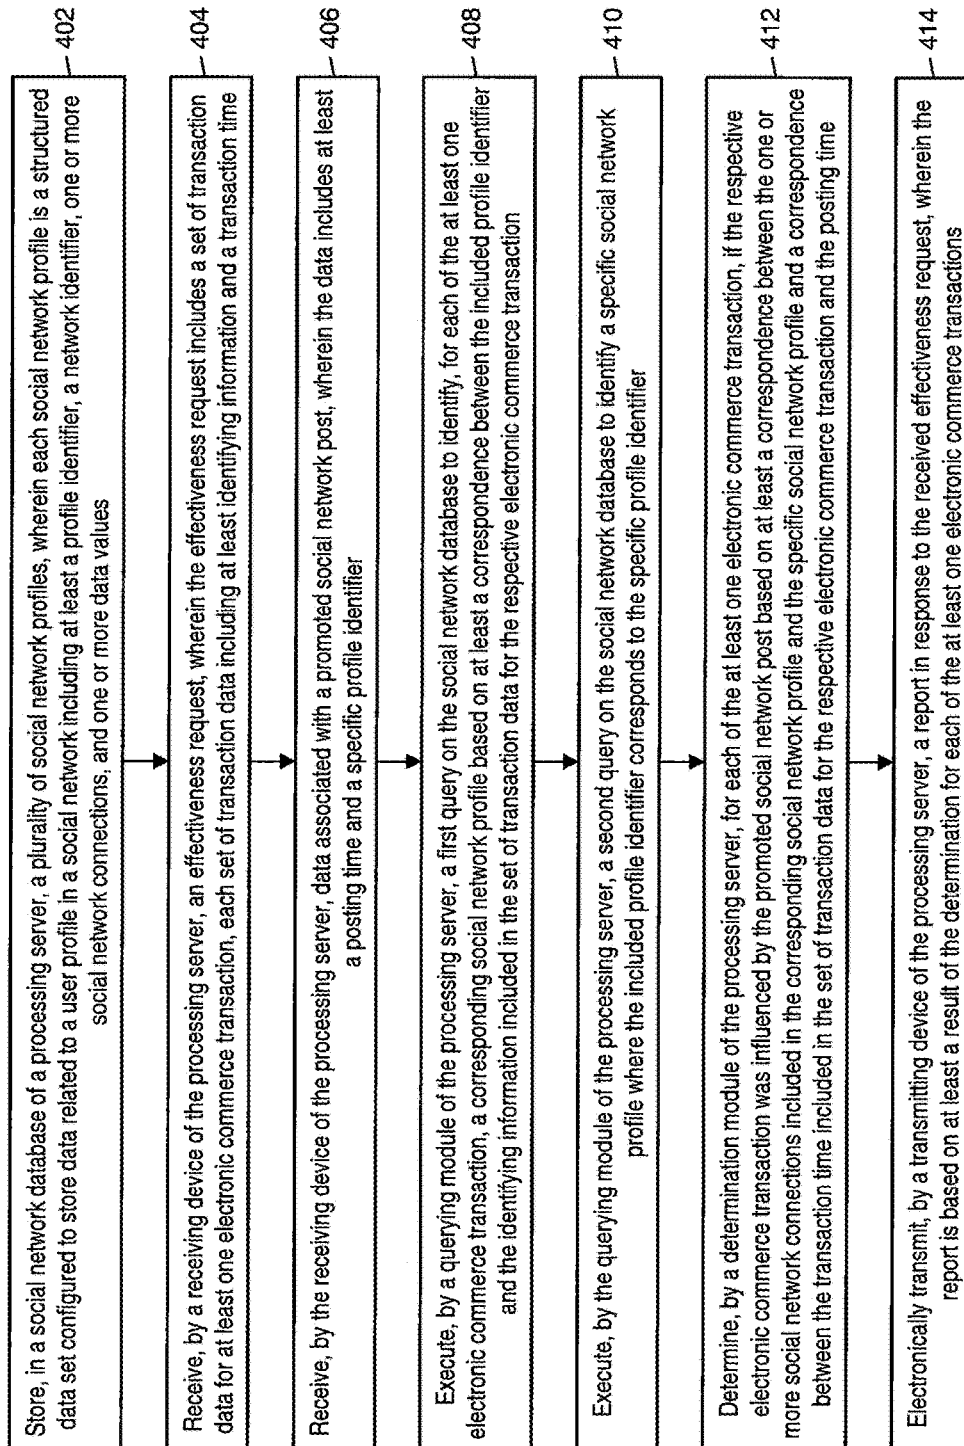 Store, in a social network database of a processing server, a plurality of social network profiles, wherein each social network profile is a structured
data set configured to store data related to a user profile in a social network including at least a profile identifier, a network identifier, one or more
social network connections, and one or more data values
402
Receive, by a receiving device of the processing server, an effectiveness request, wherein the effectiveness request includes a set of transaction
data for at least one electronic commerce transaction, each set of transaction data including at least identifying information and a transaction time
404
Receive, by the receiving device of the processing server, data associated with a promoted social network post, wherein the data includes at least
a posting time and a specific profile identifier
406
Execute, by a querying module of the processing server, a first query on the social network database to identify, for each of the at least one
electronic commerce transaction, a corresponding social network profile based on at least a correspondence between the included profile identifier
and the identifying information included in the set of transaction data for the respective electronic commerce transaction
408
Execute, by the querying module of the processing server, a second query on the social network database to identify a specific social network
profile where the included profile identifier corresponds to the specific profile identifier
410
Determine, by a determination module of the processing server, for each of the at least one electronic commerce transaction, if the respective
electronic commerce transaction was influenced by the promoted social network post based on at least a correspondence between the one or
more social network connections included in the corresponding social network profile and the specific social network profile and a correspondence
between the transaction time included in the set of transaction data for the respective electronic commerce transaction and the posting time
412
Electronically transmit, by a transmitting device of the processing server, a report in response to the received effectiveness request, wherein the
report is based on at least a result of the determination for each of the at least one electronic commerce transactions
414